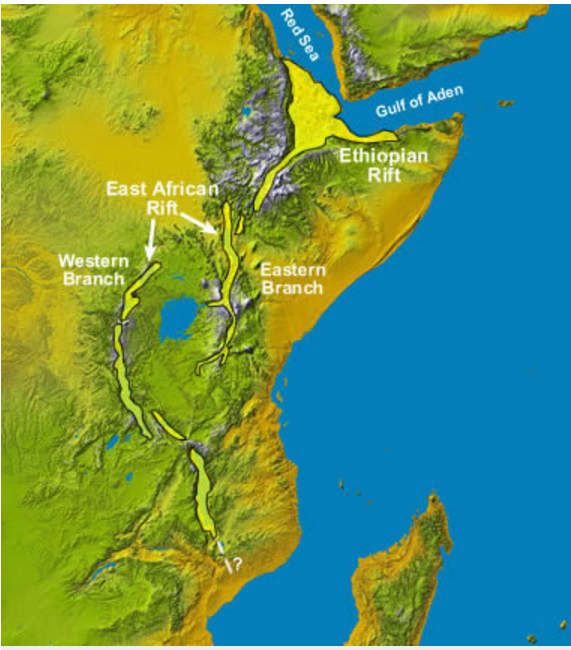 Red Sea
Gulf of Aden
Ethiopian
Rift
East African
Rift
Western
Branch
Eastern
Branch
?